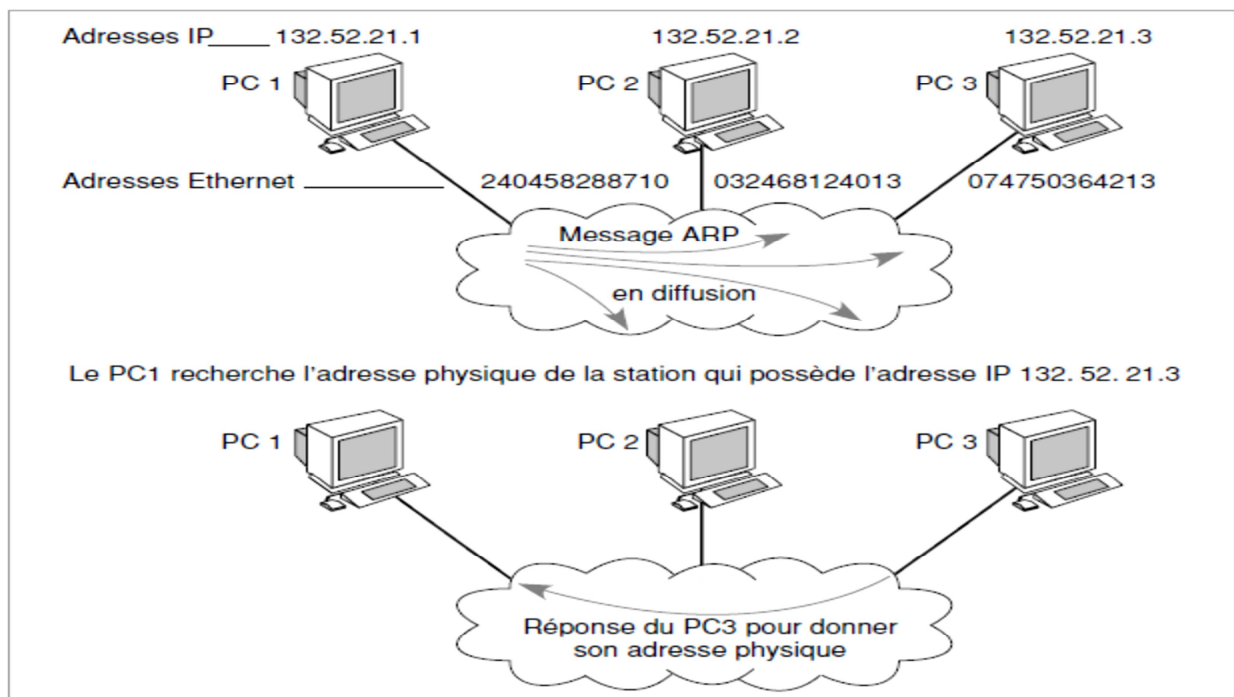 Adresses IP____ 132.52.21.1 132.52.21.2 132.52.21.3
PC 1 PC 2 PC 3
Adresses Ethernet __________ 240458288710 032468124013 074750364213
Message ARP
en diffusion
Le PC1 recherche l'adresse physique de la station qui possède l'adresse IP 132. 52. 21.3
PC 1 PC 2 PC 3
Réponse du PC3 pour donner
son adresse physique